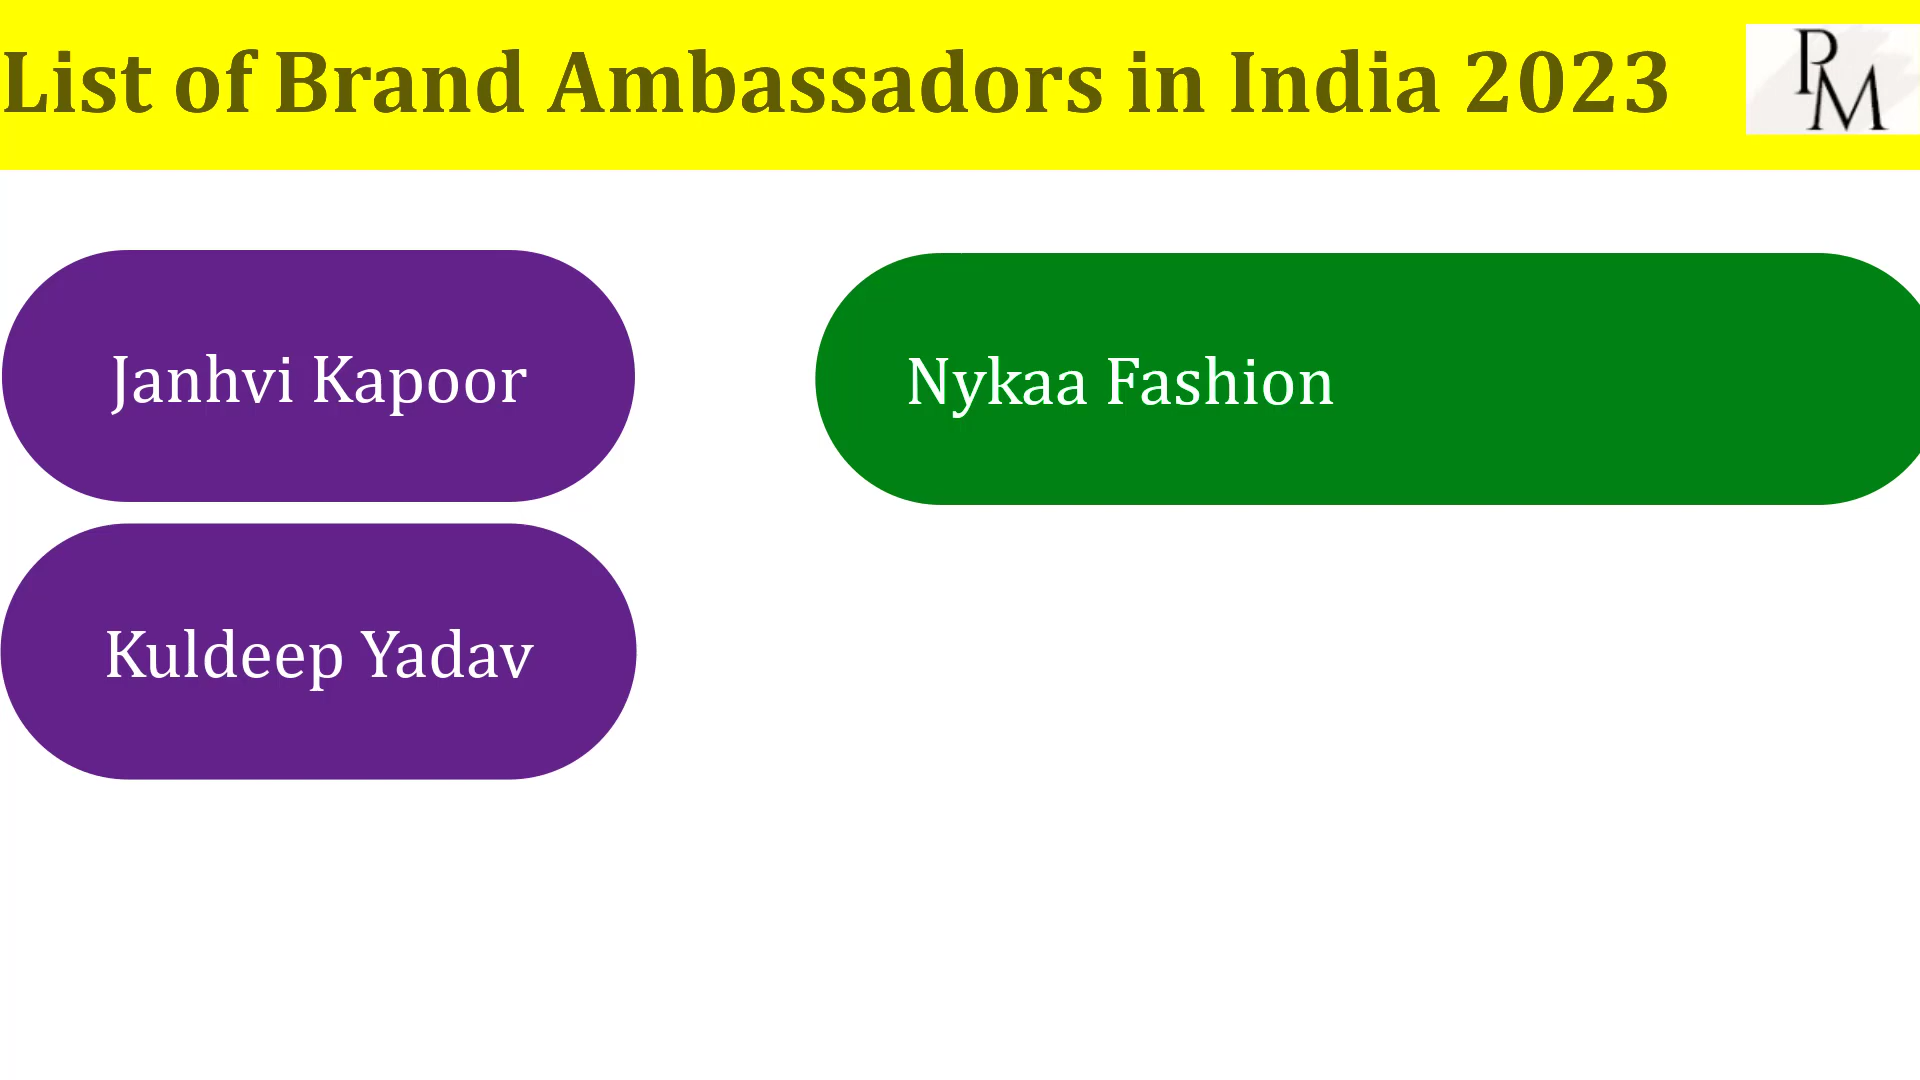 List of Brand Ambassadors in India 2023
PM
Janhvi Kapoor
Nykaa Fashion
Kuldeep Yadav